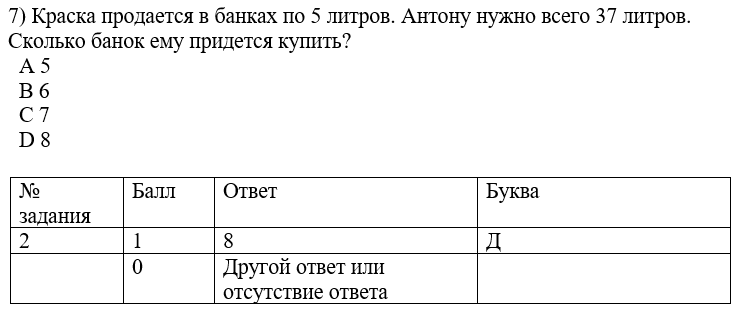 7) Краска продается в банках по 5 литров. Антону нужно всего 37 литров.
Сколько банок ему придется купить?
A 5
B 6
C 7
D 8
№ задания Балл Ответ Буква
2 1 8 Д
0 Другой ответ или
отсутствие ответа